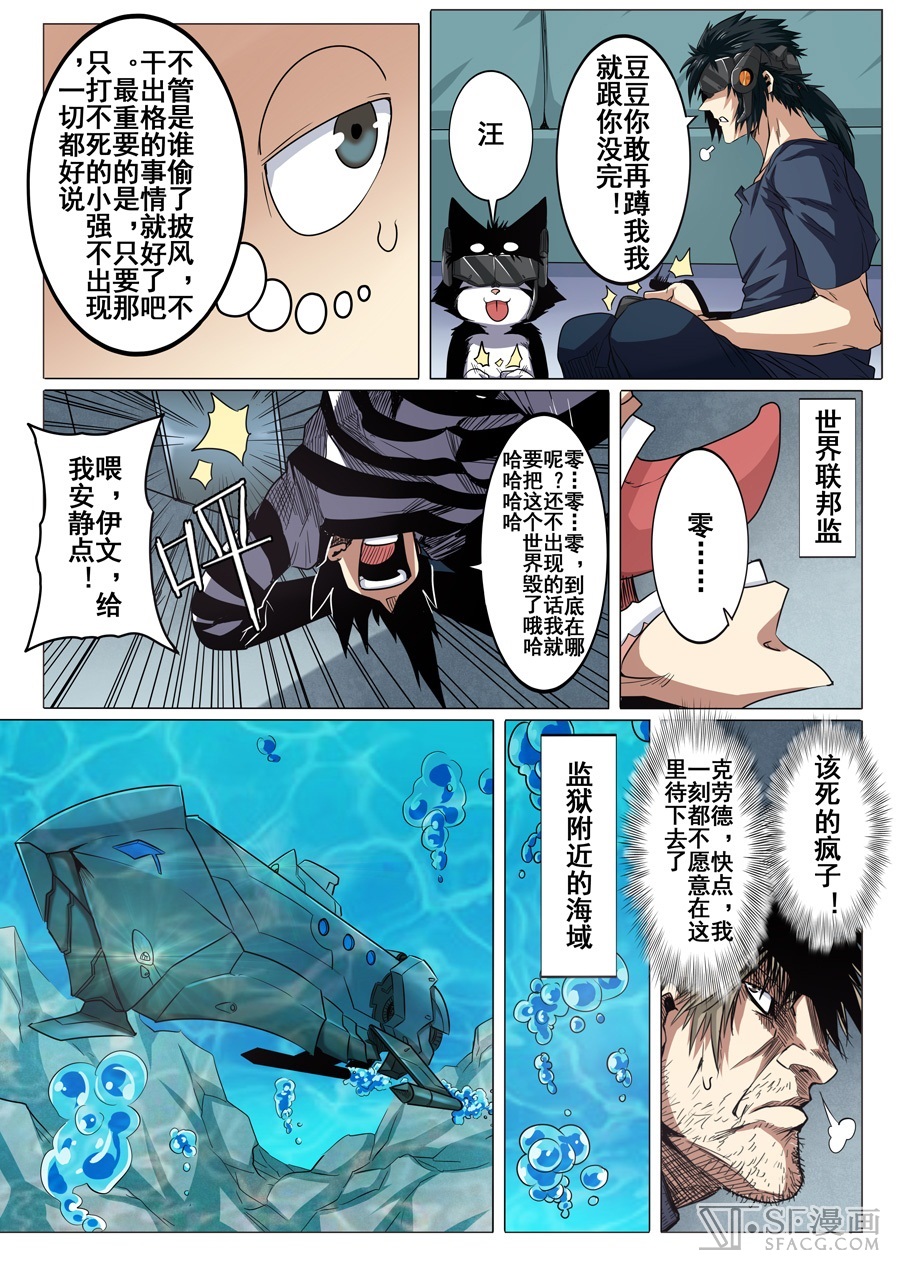 豆豆你敢再蹲我我
就跟你没完！
汪
不管是谁偷了披风，不
干出格的事情就好了吧
。最重要的是，只要那
只打不死的小强不出现
，一切都好说
世界联邦监
零……
零…零…零，到底在哪
呢？还不出现的话我就
要把这个世界毁了哦哈
哈哈哈哈
呯
喂，伊文，给
我安静点！
该死的疯子！
克劳德，快点，我
一刻都不愿意在这
里待下去了
监狱附近的海域
SF漫画
SFACG.COM